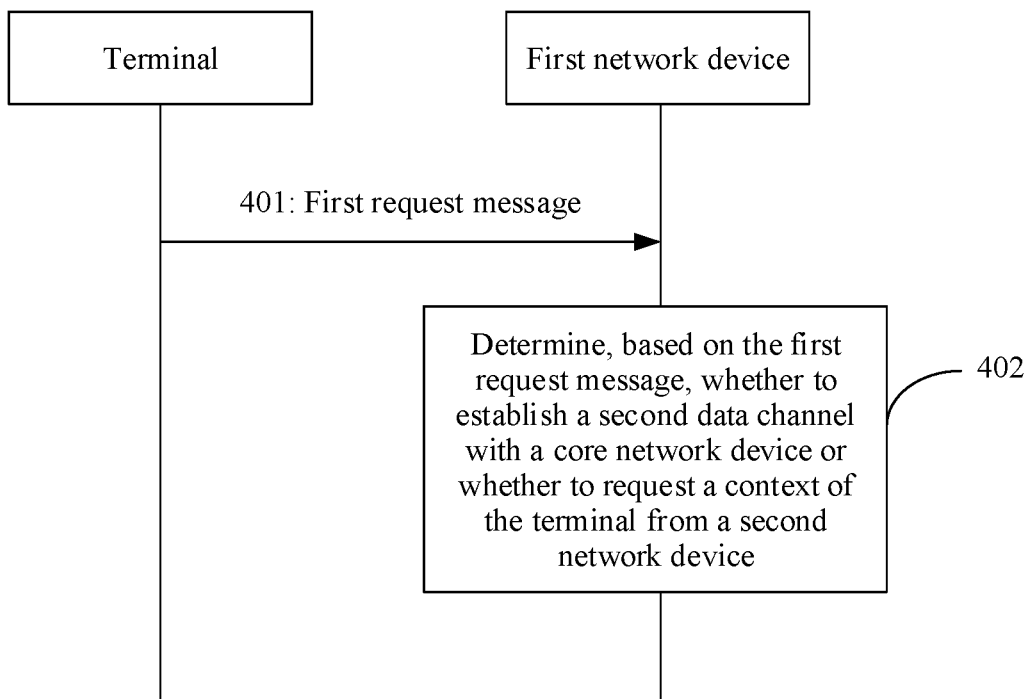 Terminal
First network device
401: First request message
Determine, based on the first
request message, whether to
establish a second data channel
with a core network device or
whether to request a context of
the terminal from a second
network device
402